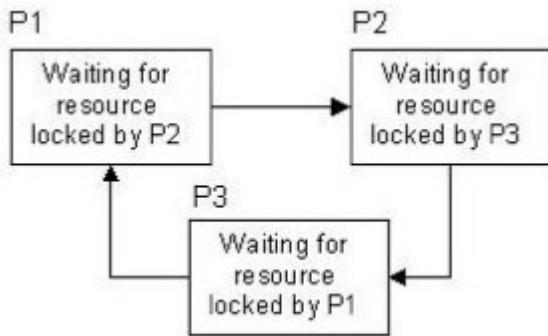 P1
Waiting for
resource
locked by P2
P2
Waiting for
resource
locked by P3
P3
Waiting for
resource
locked by P1